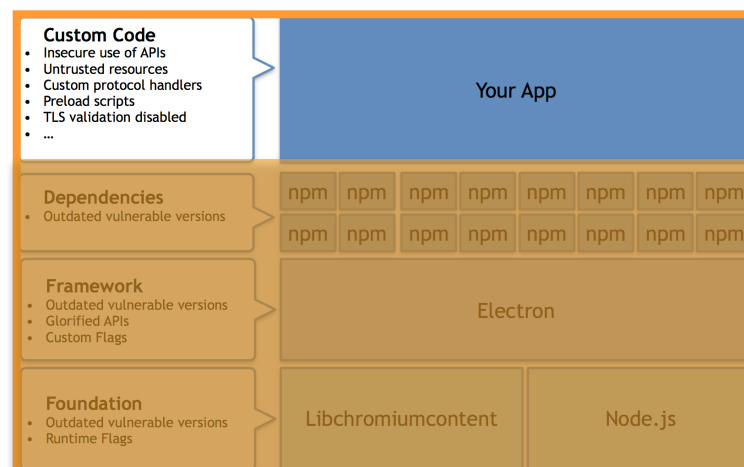 Custom Code
• Insecure use of APIs
• Untrusted resources
• Custom protocol handlers
• Preload scripts
• TLS validation disabled
• …
Your App
Dependencies
• Outdated vulnerable versions
npm npm npm npm npm npm npm npm
npm npm npm npm npm npm npm npm
Framework
• Outdated vulnerable versions
• Glorified APIs
• Custom Flags
Electron
Foundation
• Outdated vulnerable versions
• Runtime Flags
Libchromiumcontent
Node.js